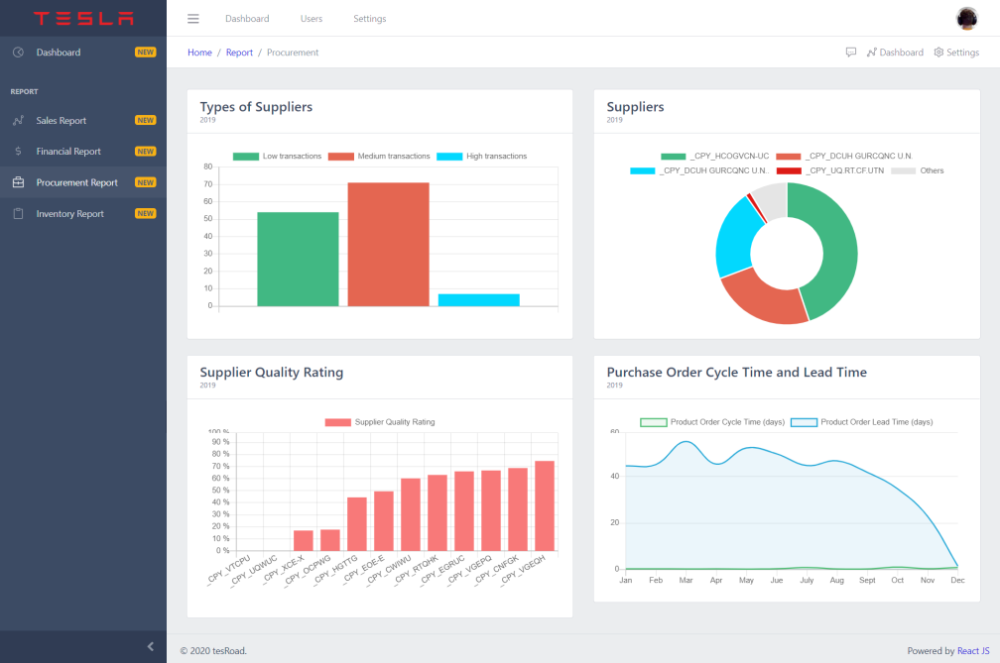 TESLA
Dashboard Users Settings
Dashboard NEW
Home / Report / Procurement
Dashboard Settings
REPORT
Sales Report NEW
Financial Report NEW
Procurement Report NEW
Inventory Report NEW
Types of Suppliers
2019
Low transactions Medium transactions High transactions
80
70
60
50
40
30
20
10
0
Suppliers
2019
_CPY_HCOGVCN-UC _CPY_DCUH GURCQNC U.N.
_CPY_DCUH GURCQNC U.N.. _CPY_UQ.RT.CF.UTN Others
Supplier Quality Rating
2019
Supplier Quality Rating
100 %
90 %
80 %
70 %
60 %
50 %
40 %
30 %
20 %
10 %
0 %
_CPY_VTCPU _CPY_UQWUC _CPY_XCE-X _CPY_OCPWG _CPY_HGTTG _CPY_EOE-E _CPY_CWIWU _CPY_RTQHK _CPY_EGRUC _CPY_VGEPQ _CPY_CNFGK _CPY_VGEQH
Purchase Order Cycle Time and Lead Time
2019
Product Order Cycle Time (days) Product Order Lead Time (days)
60
40
20
0
Jan Feb Mar Apr May Jue July Aug Sept Oct Nov Dec
© 2020 tesRoad.
Powered by React JS